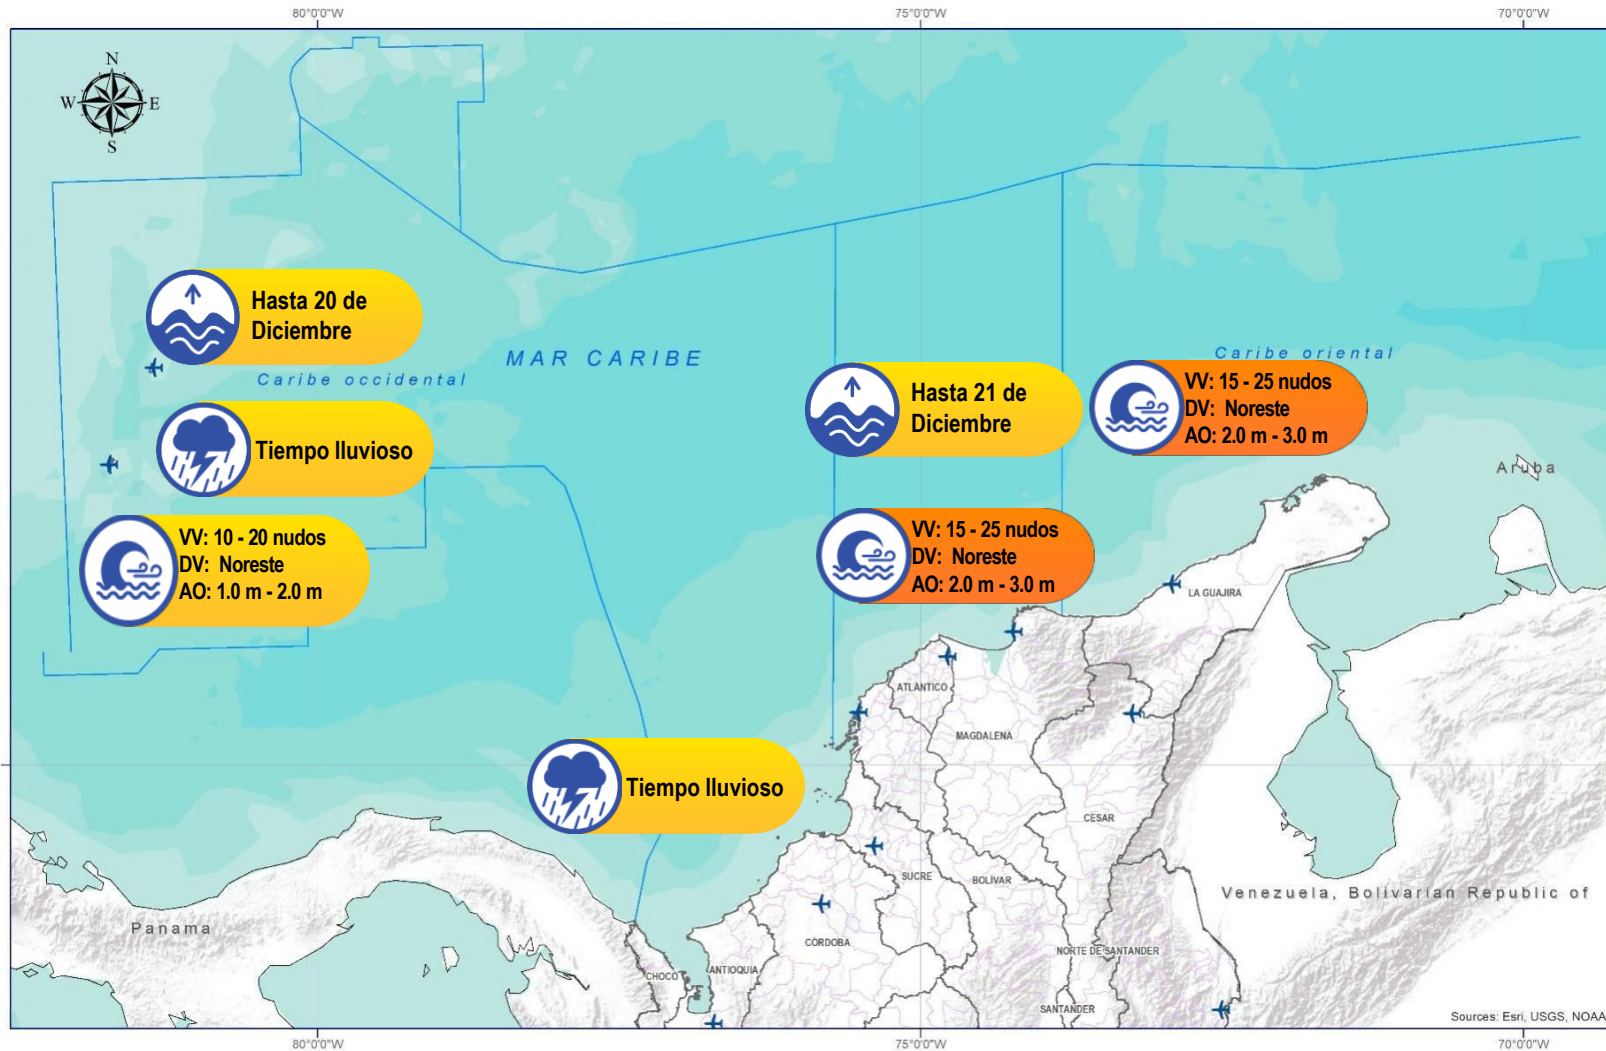 80°0'0"W
75°0'0"W
70°0'0"W
N
W
E
S
Hasta 20 de
Diciembre
MAR CARIBE
Caribe occidental
Caribe oriental
Hasta 21 de
Diciembre
VV: 15 - 25 nudos
DV: Noreste
AO: 2.0 m - 3.0 m
Tiempo lluvioso
Aruba
VV: 10 - 20 nudos
DV: Noreste
AO: 1.0 m - 2.0 m
VV: 15 - 25 nudos
DV: Noreste
AO: 2.0 m - 3.0 m
LA GUAJIRA
ATLÁNTICO
MAGDALENA
Tiempo lluvioso
CESAR
SUCRE
BOLÍVAR
Venezuela, Bolivarian Republic of
Panama
CÓRDOBA
NORTE DE SANTANDER
CHOCÓ
ANTIOQUIA
SANTANDER
Sources: Esri, USGS, NOAA
80°0'0"W
75°0'0"W
70°0'0"W